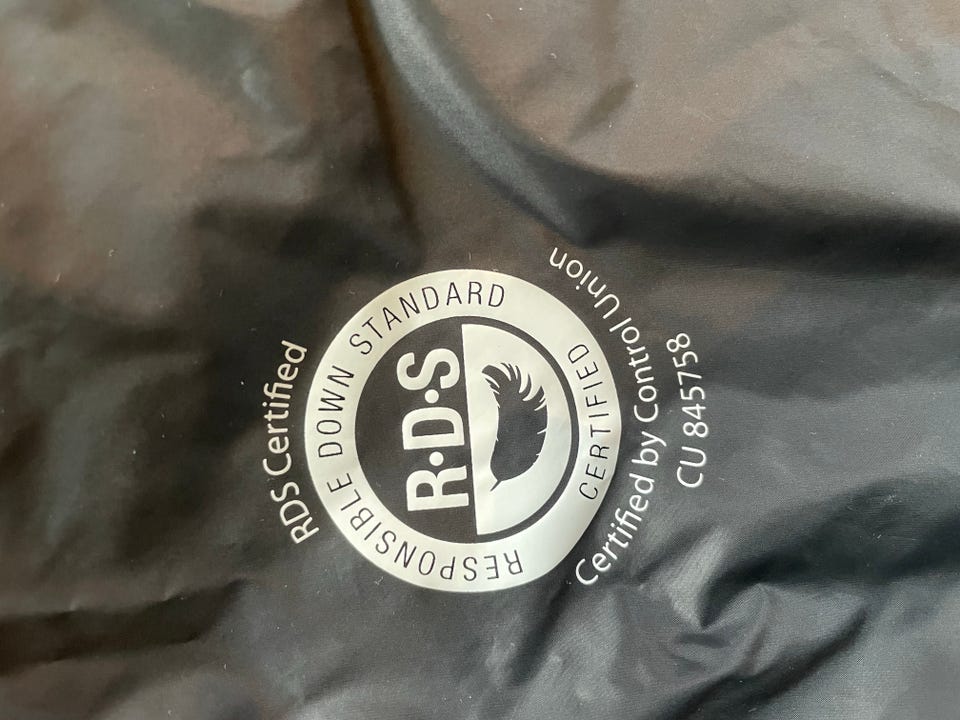 RDS Certified
RESPONSIBLE DOWN STANDARD
R·D·S
CERTIFIED
Certified by Control Union
CU 845758